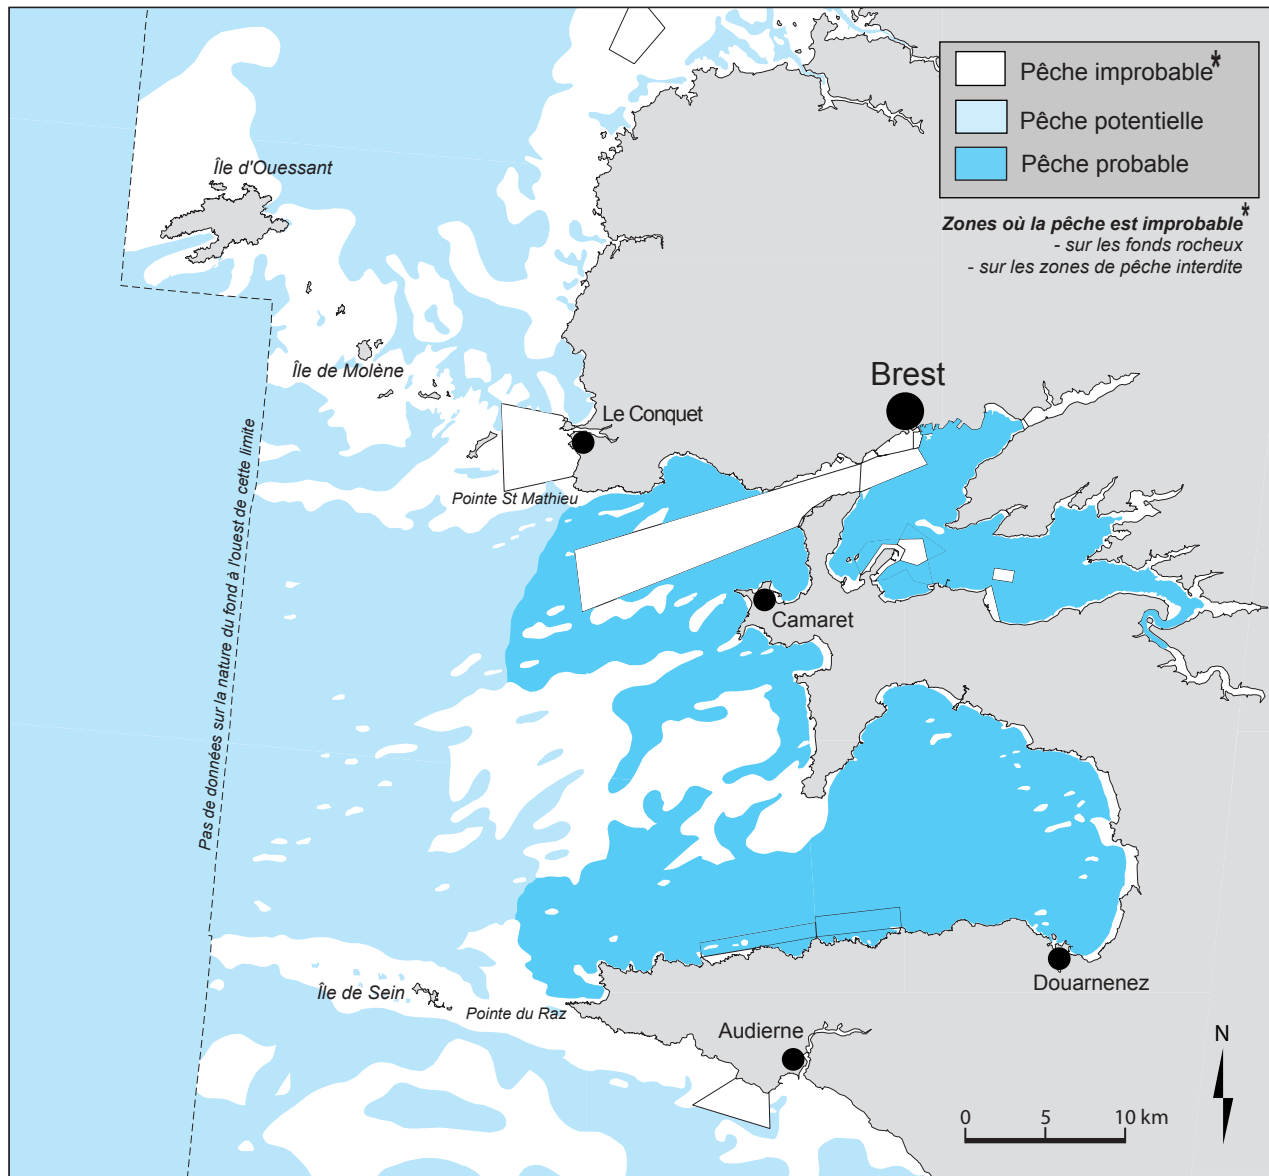 Pêche improbable*
Pêche potentielle
Pêche probable
Zones où la pêche est improbable*
- sur les fonds rocheux
- sur les zones de pêche interdite
Île d'Ouessant
Île de Molène
Brest
Le Conquet
Pointe St Mathieu
Camaret
Pas de données sur la nature du fond à l'ouest de cette limite
Île de Sein
Pointe du Raz
Douarnenez
Audierne
N
0 5 10 km